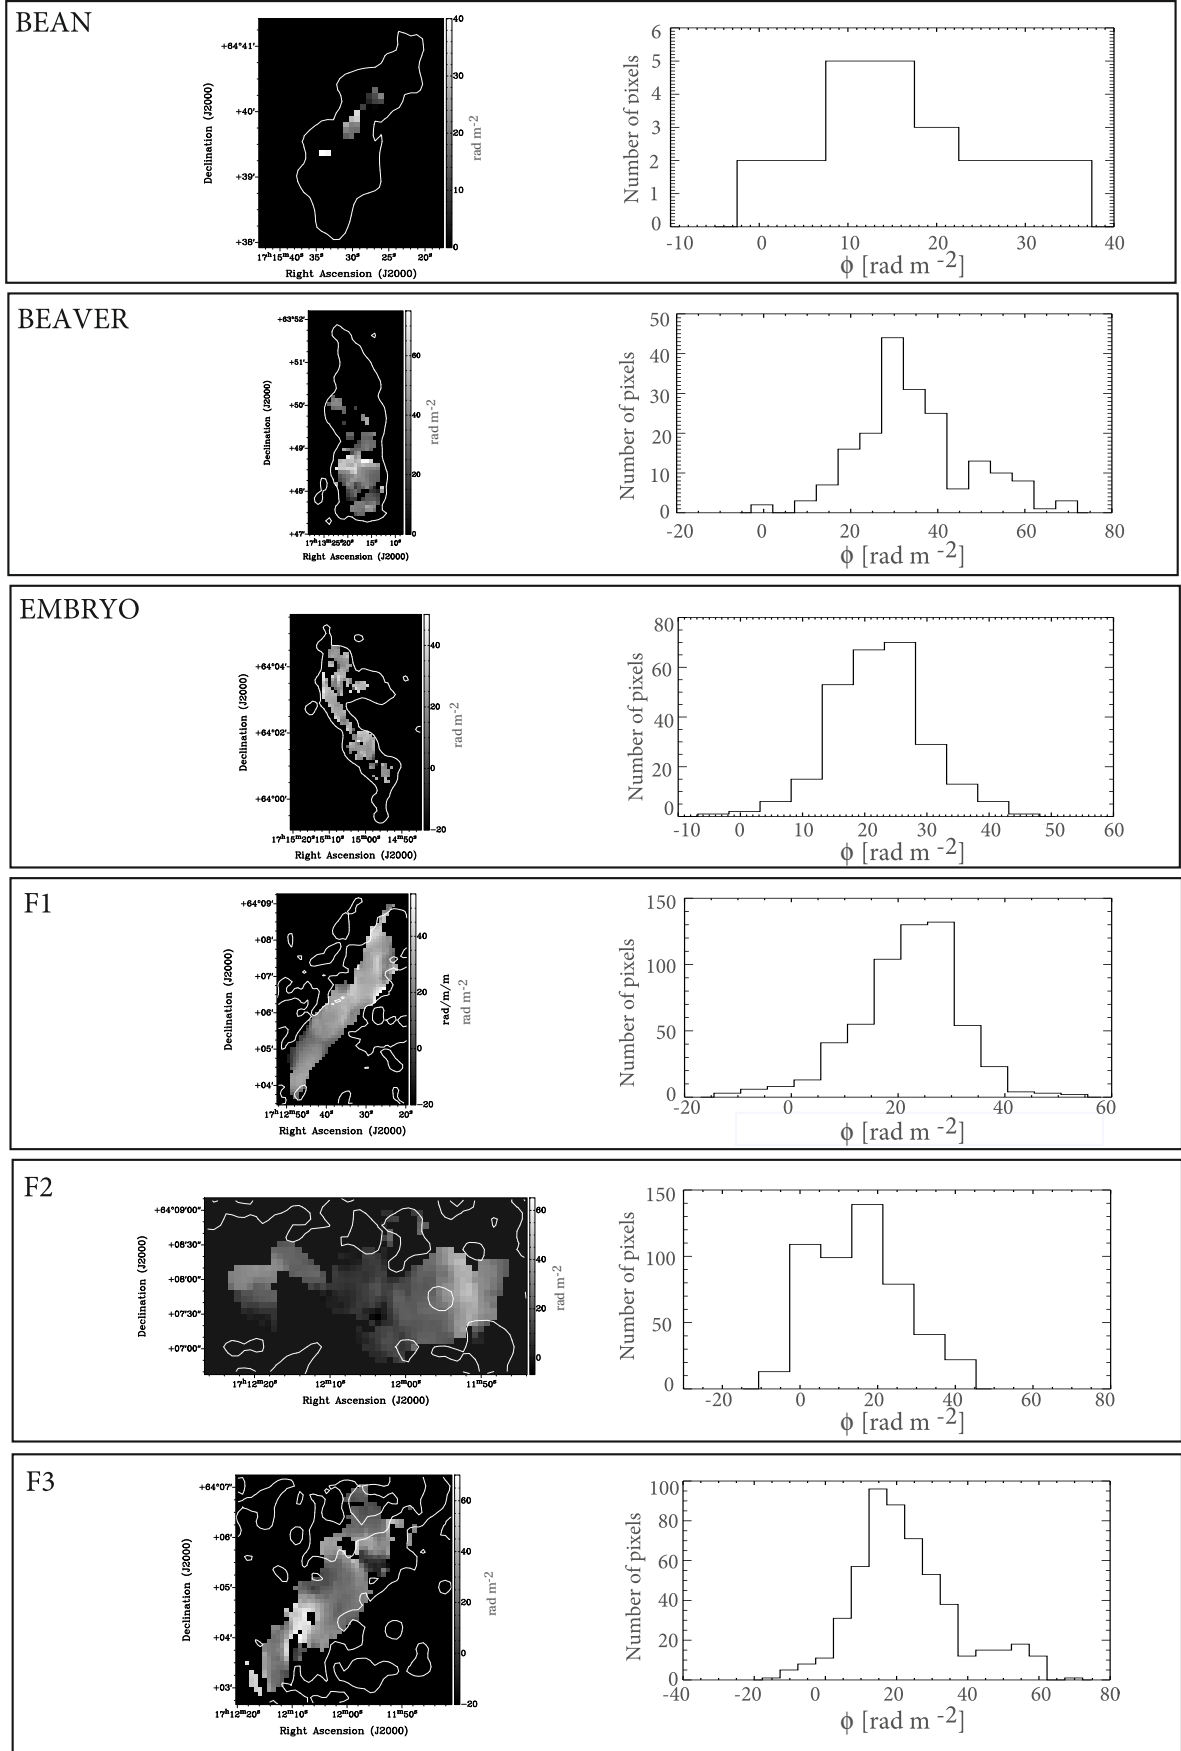 BEAN
+64°41'
+40'
+39'
+38'
Declination (J2000)
17ʰ15ᵐ40ˢ 35ˢ 30ˢ 25ˢ 20ˢ
Right Ascension (J2000)
40
30
20
10
0
rad m-2
6
5
4
3
2
1
0
Number of pixels
-10 0 10 20 30 40
ϕ [rad m -2]
BEAVER
+63°52'
+51'
+50'
+49'
+48'
+47'
Declination (J2000)
17ʰ13ᵐ25ˢ20ˢ 15ˢ 10ˢ
Right Ascension (J2000)
60
40
20
0
rad m-2
50
40
30
20
10
0
Number of pixels
-20 0 20 40 60 80
ϕ [rad m -2]
EMBRYO
+64°04'
+64°02'
+64°00'
Declination (J2000)
17ʰ15ᵐ20ˢ15ᵐ10ˢ 15ᵐ00ˢ 14ᵐ50ˢ
Right Ascension (J2000)
40
20
0
-20
rad m-2
80
60
40
20
0
Number of pixels
-10 0 10 20 30 40 50 60
ϕ [rad m -2]
F1
+64°09'
+08'
+07'
+06'
+05'
+04'
Declination (J2000)
17ʰ12ᵐ50ˢ 40ˢ 30ˢ 20ˢ
Right Ascension (J2000)
40
20
0
-20
rad/m/m
rad m-2
150
100
50
0
Number of pixels
-20 0 20 40 60
ϕ [rad m -2]
F2
+64°09'00"
+08'30"
+08'00"
+07'30"
+07'00"
Declination (J2000)
17ʰ12ᵐ20ˢ 12ᵐ10ˢ 12ᵐ00ˢ 11ᵐ50ˢ
Right Ascension (J2000)
60
40
20
0
rad m-2
150
100
50
0
Number of pixels
-20 0 20 40 60 80
ϕ [rad m -2]
F3
+64°07'
+06'
+05'
+04'
+03'
Declination (J2000)
17ʰ12ᵐ20ˢ 12ᵐ10ˢ 12ᵐ00ˢ 11ᵐ50ˢ
Right Ascension (J2000)
60
40
20
0
-20
rad m-2
100
80
60
40
20
0
Number of pixels
-40 -20 0 20 40 60 80
ϕ [rad m -2]